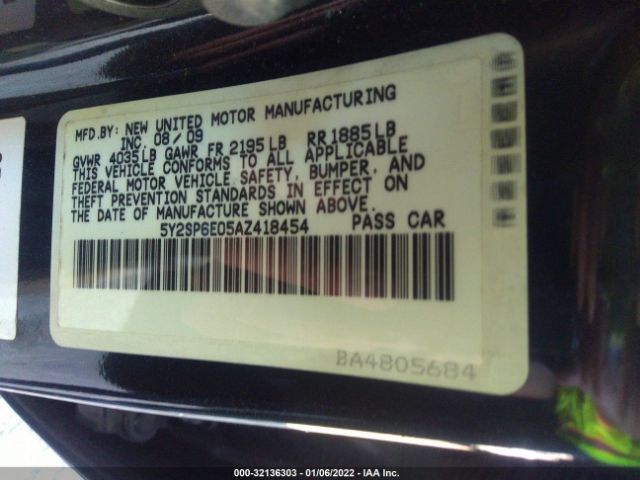 MFD.BY: NEW UNITED MOTOR MANUFACTURING
INC. 08/09
GVWR 4035LB GAWR FR 2195LB RR 1885LB
THIS VEHICLE CONFORMS TO ALL APPLICABLE
FEDERAL MOTOR VEHICLE SAFETY, BUMPER, AND
THEFT PREVENTION STANDARDS IN EFFECT ON
THE DATE OF MANUFACTURE SHOWN ABOVE.
5Y2SP6E05AZ418454 PASS CAR
BA4805684
000-32136303 - 01/06/2022 - IAA Inc.